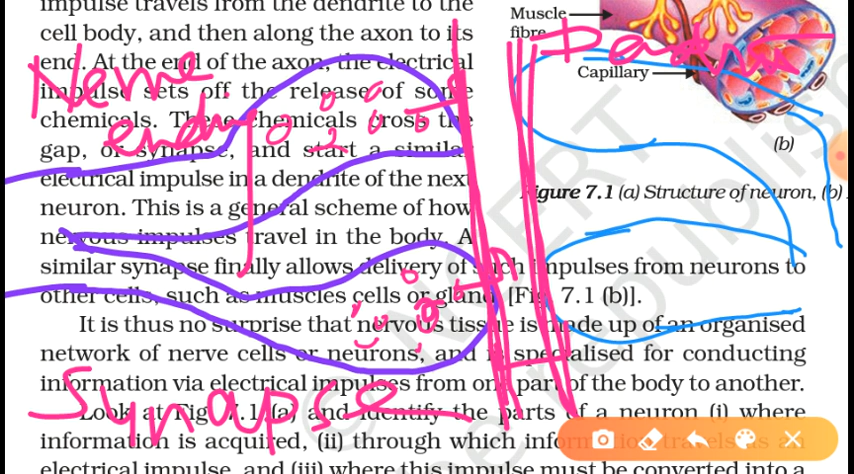 impulse travels from the dendrite to the
cell body, and then along the axon to its
end. At the end of the axon, the electrical
impulse sets off the release of some
chemicals. These chemicals cross the
gap, or synapse, and start a similar
electrical impulse in a dendrite of the next
neuron. This is a general scheme of how
nervous impulses travel in the body. A
similar synapse finally allows delivery of such impulses from neurons to
other cells, such as muscles cells or gland [Fig. 7.1 (b)].
It is thus no surprise that nervous tissue is made up of an organised
network of nerve cells or neurons, and is specialised for conducting
information via electrical impulses from one part of the body to another.
Look at Fig. 7.1 (a) and identify the parts of a neuron (i) where
information is acquired, (ii) through which information travels as an
electrical impulse, and (iii) where this impulse must be converted into a
Muscle
fibre
Capillary
(b)
Figure 7.1 (a) Structure of neuron, (b)
ending
Synapse
© NCERT
be republish